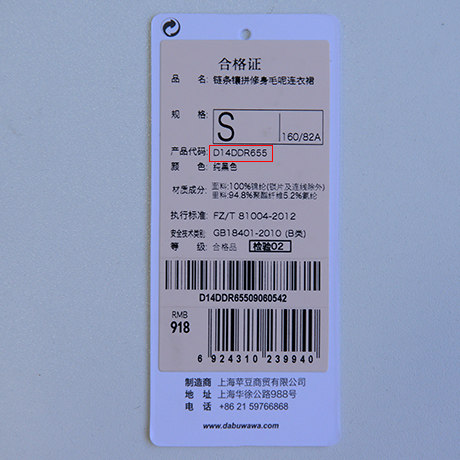 合格证
品 名: 链条镶拼修身毛呢连衣裙
规 格:
S 160/82A
产品代码: D14DDR655
颜 色: 纯黑色
材质成分: 面料:100%锦纶(锁片及连线除外)
里料:94.8%聚酯纤维5.2%氨纶
执行标准: FZ/T 81004-2012
安全技术类别: GB18401-2010 (B类)
等 级: 合格品 检验02
D14DDR65509060542
RMB
918
6 924310 239940
制造商 上海苹豆商贸有限公司
地 址 上海华徐公路988号
电 话 +86 21 59766868
www.dabuwawa.com